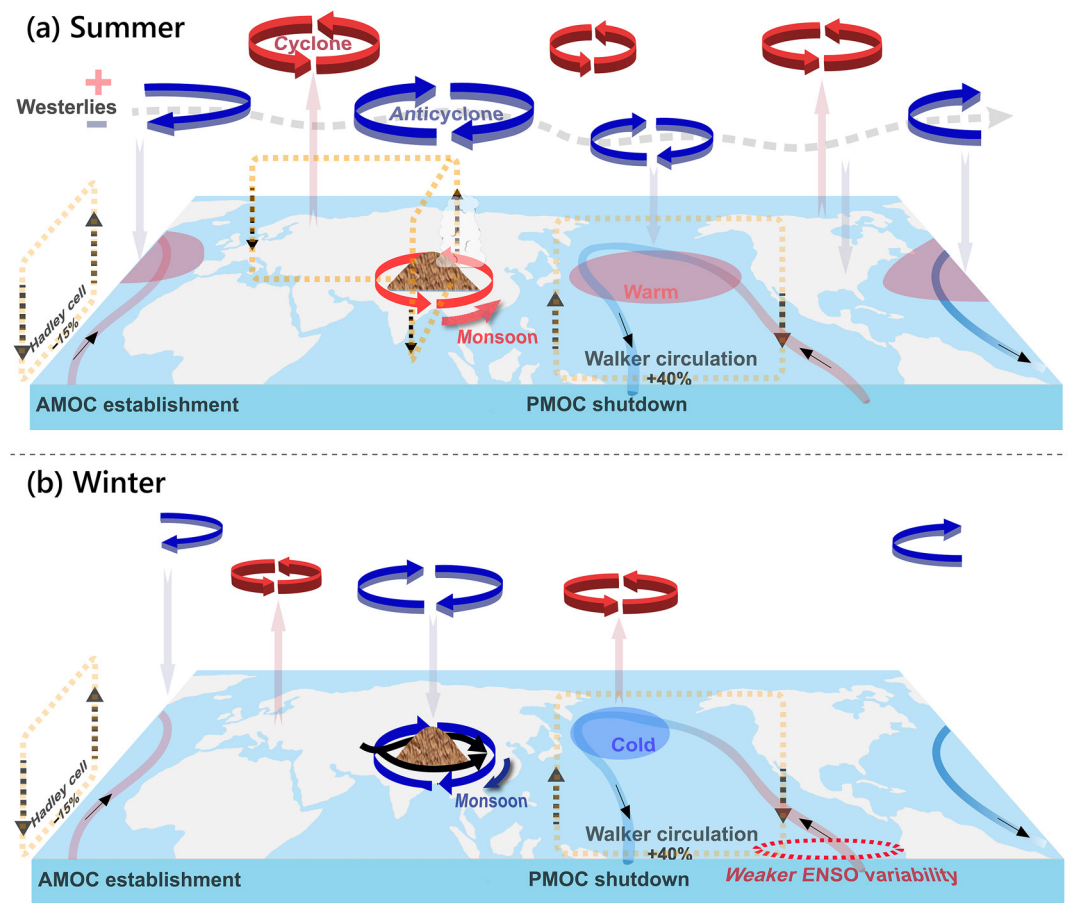 (a) Summer
Cyclone
+
Westerlies
−
Anticyclone
Hadley cell
−15%
Warm
Monsoon
Walker circulation
+40%
AMOC establishment
PMOC shutdown
(b) Winter
Hadley cell
−15%
Cold
Monsoon
Walker circulation
+40%
AMOC establishment
PMOC shutdown
Weaker ENSO variability